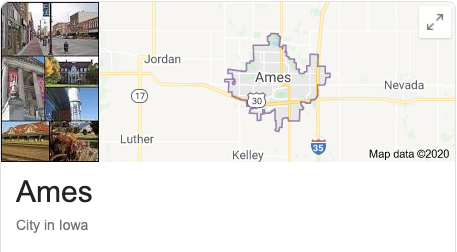 Jordan
Ames
17
30
Nevada
Luther
Kelley
35
Map data ©2020
Ames
City in Iowa